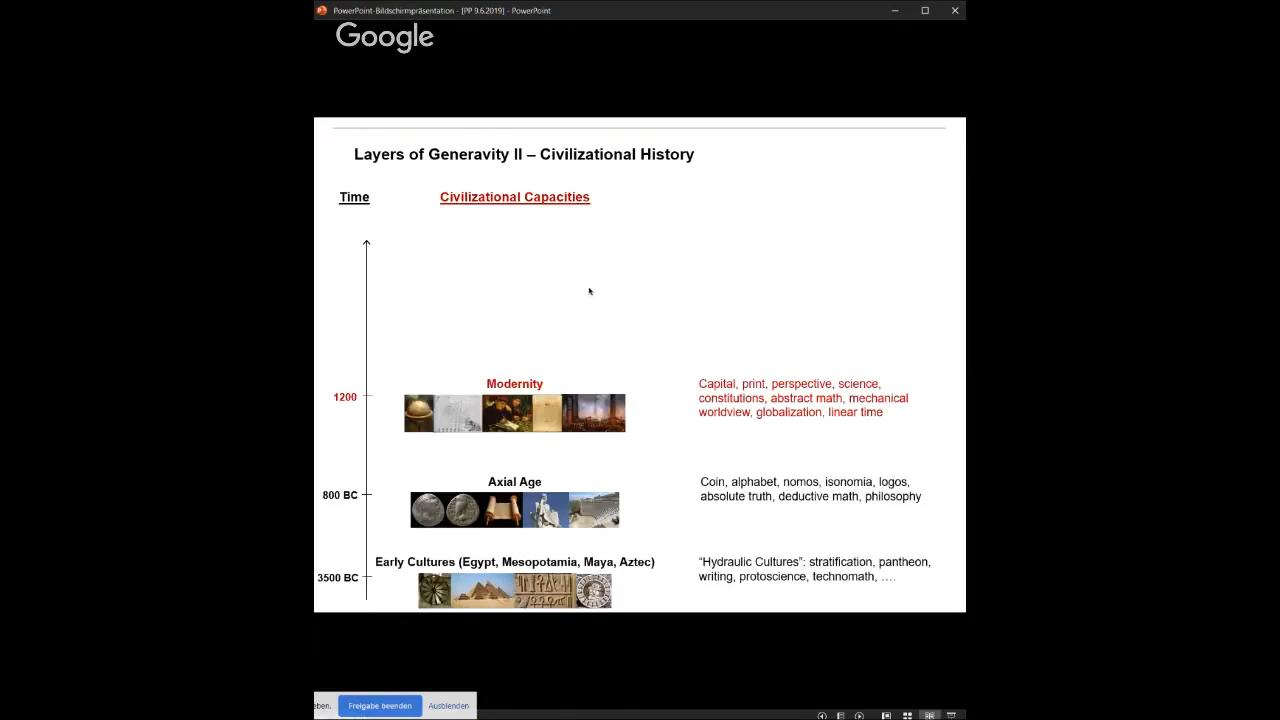 PowerPoint-Bildschirmpräsentation - [PP 9.6.2019] - PowerPoint
Google
Layers of Generavity II – Civilizational History
Time
Civilizational Capacities
Modernity
1200
Capital, print, perspective, science,
constitutions, abstract math, mechanical
worldview, globalization, linear time
Axial Age
800 BC
Coin, alphabet, nomos, isonomia, logos,
absolute truth, deductive math, philosophy
Early Cultures (Egypt, Mesopotamia, Maya, Aztec)
3500 BC
“Hydraulic Cultures”: stratification, pantheon,
writing, protoscience, technomath, ….
eben.
Freigabe beenden
Ausblenden